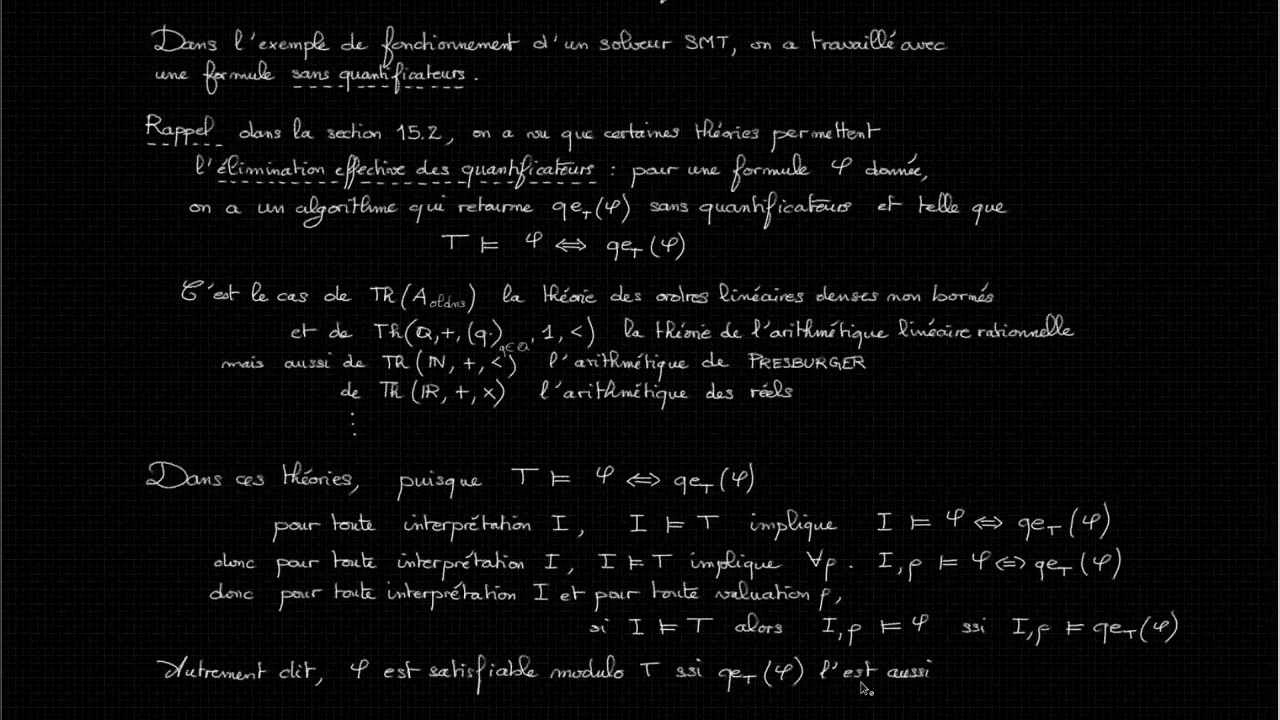 Dans l'exemple de fonctionnement d'un solveur SMT, on a travaillé avec
une formule sans quantificateurs.
Rappel dans la section 15.2, on a vu que certaines théories permettent
l'élimination effective des quantificateurs : pour une formule φ donnée,
on a un algorithme qui retourne qe_T(φ) sans quantificateurs et telle que
T ⊨ φ ⇔ qe_T(φ)
C'est le cas de Th(A_oldns) la théorie des ordres linéaires denses non bornés
et de Th(Q,+,(q·)_q∈Q,1,<) la théorie de l'arithmétique linéaire rationnelle
mais aussi de Th(N,+,<) l'arithmétique de PRESBURGER
de Th(R,+,×) l'arithmétique des réels
⋮
Dans ces théories, puisque T ⊨ φ ⇔ qe_T(φ)
pour toute interprétation I, I ⊨ T implique I ⊨ φ ⇔ qe_T(φ)
donc pour toute interprétation I, I ⊨ T implique ∀ρ. I,ρ ⊨ φ ⇔ qe_T(φ)
donc pour toute interprétation I et pour toute valuation ρ,
si I ⊨ T alors I,ρ ⊨ φ ssi I,ρ ⊨ qe_T(φ)
Autrement dit, φ est satisfiable modulo T ssi qe_T(φ) l'est aussi